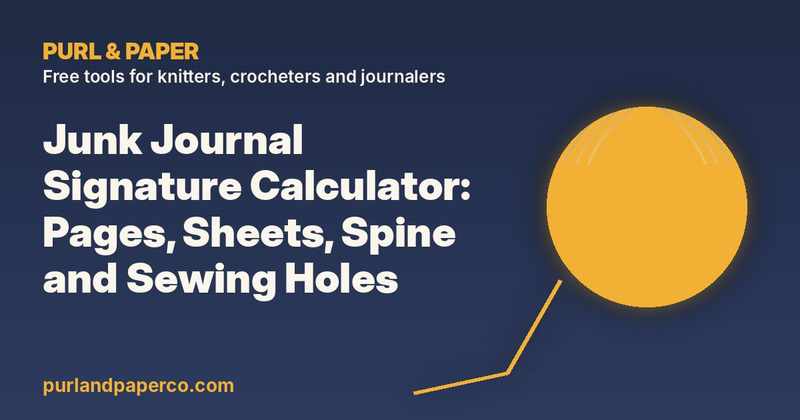 PURL & PAPER
Free tools for knitters, crocheters and journalers
Junk Journal
Signature Calculator:
Pages, Sheets, Spine
and Sewing Holes
purlandpaperco.com